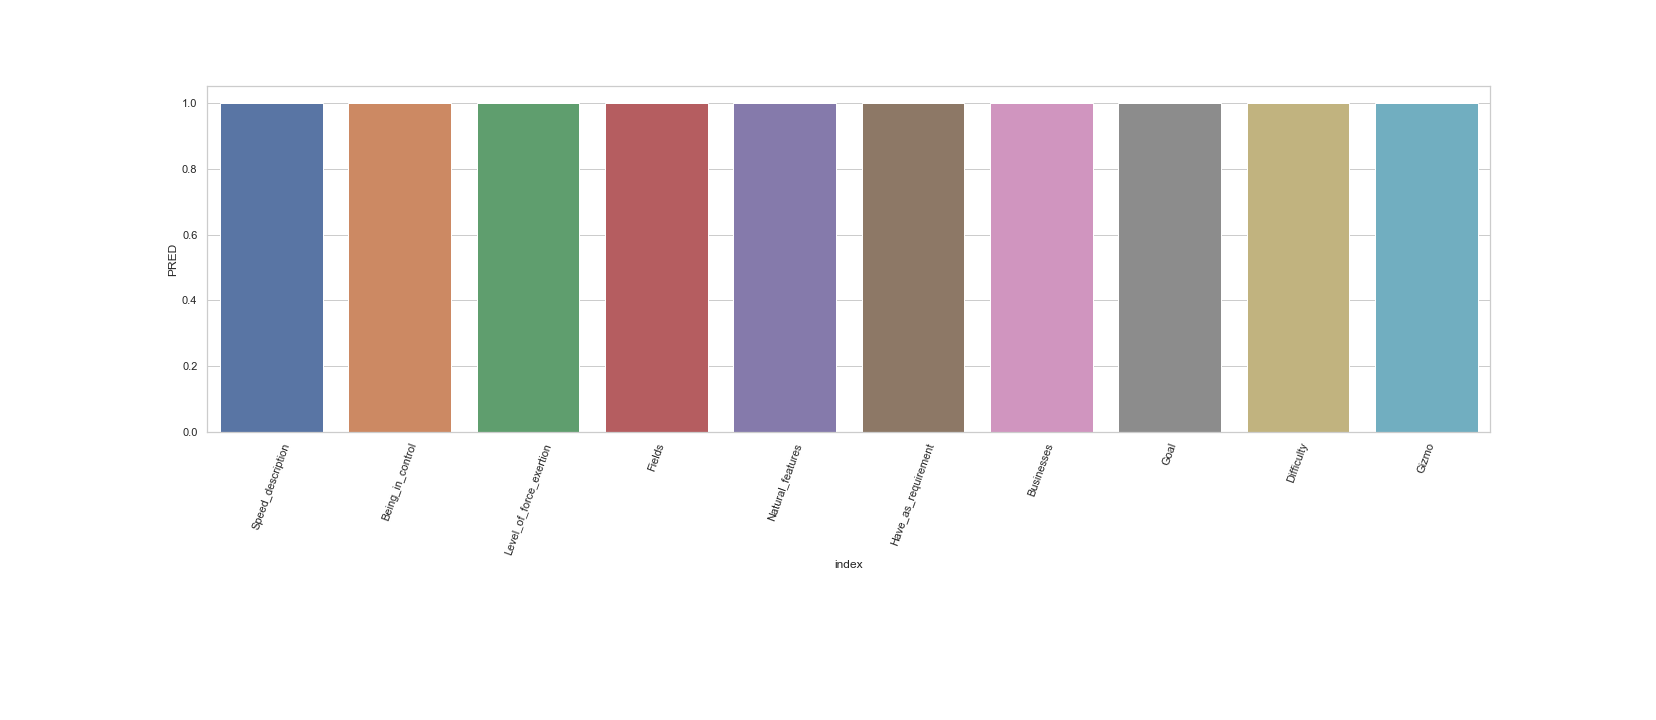 1.0
0.8
0.6
0.4
0.2
0.0
PRED
Speed_description
Being_in_control
Level_of_force_exertion
Fields
Natural_features
Have_as_requirement
Businesses
Goal
Difficulty
Gizmo
index